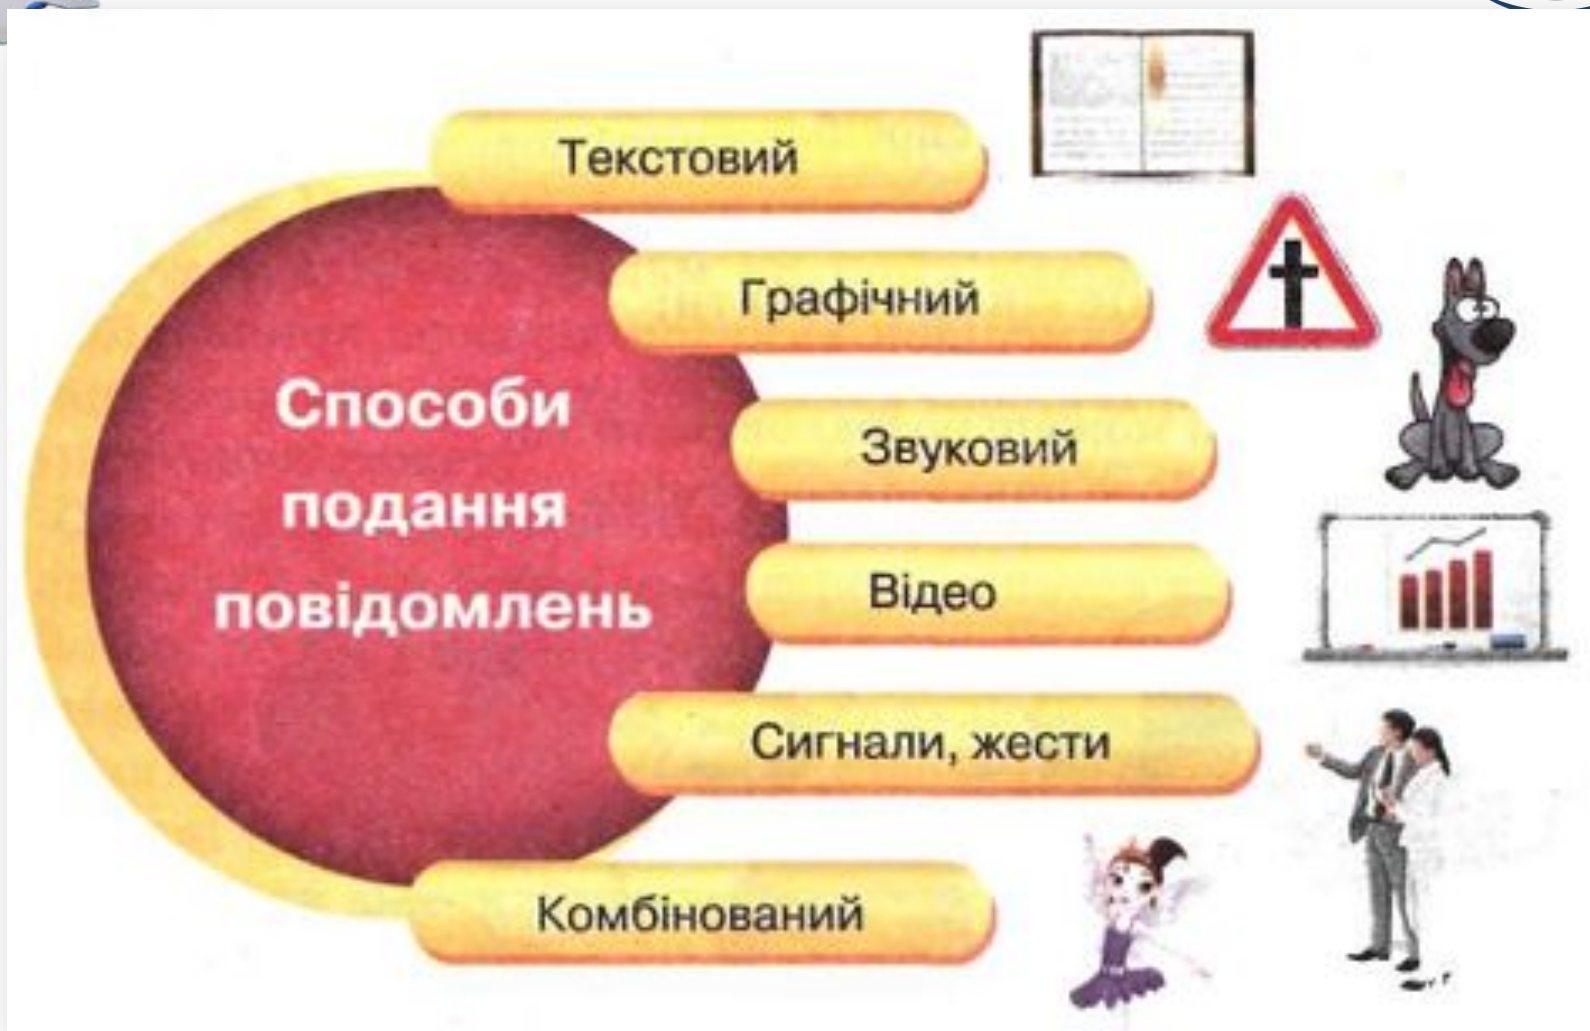 Текстовий
Графічний
Способи
подання
повідомлень
Звуковий
Відео
Сигнали, жести
Комбінований